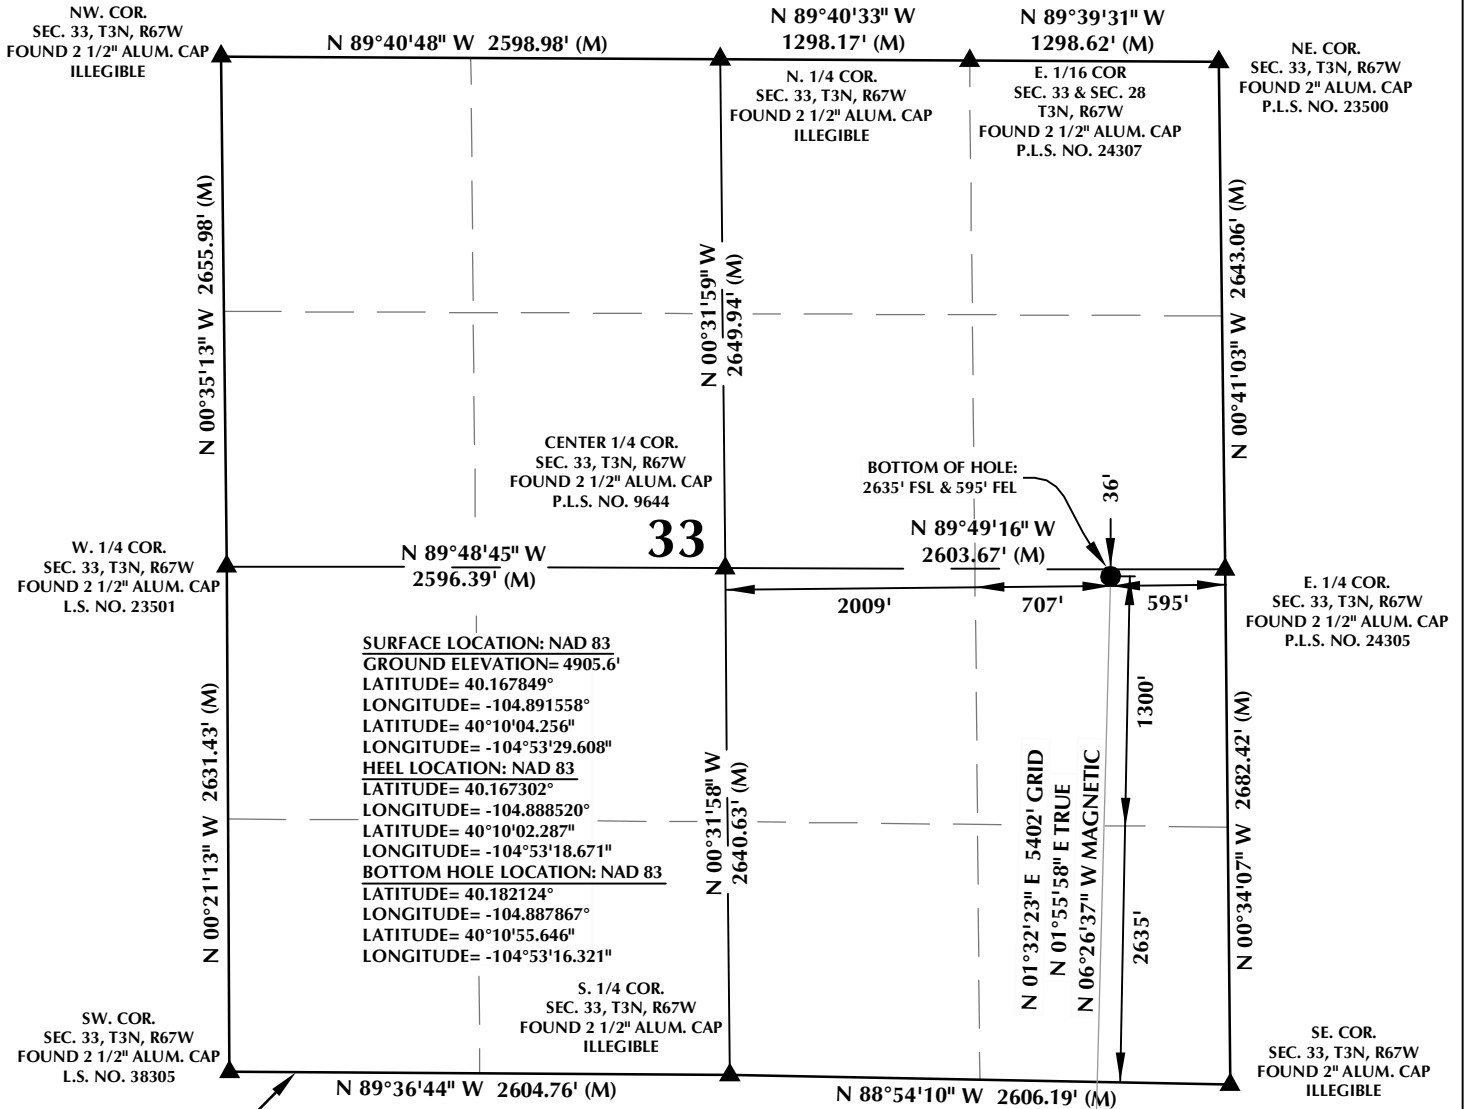 NW. COR.
SEC. 33, T3N, R67W
FOUND 2 1/2" ALUM. CAP
ILLEGIBLE
N 89°40'48" W 2598.98' (M)
N 89°40'33" W
1298.17' (M)
N 89°39'31" W
1298.62' (M)
NE. COR.
SEC. 33, T3N, R67W
FOUND 2" ALUM. CAP
P.L.S. NO. 23500
N. 1/4 COR.
SEC. 33, T3N, R67W
FOUND 2 1/2" ALUM. CAP
ILLEGIBLE
E. 1/16 COR
SEC. 33 & SEC. 28
T3N, R67W
FOUND 2 1/2" ALUM. CAP
P.L.S. NO. 24307
N 00°35'13" W 2655.98' (M)
N 00°31'59" W
2649.94' (M)
N 00°41'03" W 2643.06' (M)
CENTER 1/4 COR.
SEC. 33, T3N, R67W
FOUND 2 1/2" ALUM. CAP
P.L.S. NO. 9644
33
BOTTOM OF HOLE:
2635' FSL & 595' FEL
36'
W. 1/4 COR.
SEC. 33, T3N, R67W
FOUND 2 1/2" ALUM. CAP
L.S. NO. 23501
N 89°48'45" W
2596.39' (M)
N 89°49'16" W
2603.67' (M)
2009'
707'
595'
E. 1/4 COR.
SEC. 33, T3N, R67W
FOUND 2 1/2" ALUM. CAP
P.L.S. NO. 24305
SURFACE LOCATION: NAD 83
GROUND ELEVATION= 4905.6'
LATITUDE= 40.167849°
LONGITUDE= -104.891558°
LATITUDE= 40°10'04.256"
LONGITUDE= -104°53'29.608"
HEEL LOCATION: NAD 83
LATITUDE= 40.167302°
LONGITUDE= -104.888520°
LATITUDE= 40°10'02.287"
LONGITUDE= -104°53'18.671"
BOTTOM HOLE LOCATION: NAD 83
LATITUDE= 40.182124°
LONGITUDE= -104.887867°
LATITUDE= 40°10'55.646"
LONGITUDE= -104°53'16.321"
N 00°21'13" W 2631.43' (M)
N 00°31'58" W
2640.63' (M)
N 01°32'23" E 5402' GRID
N 01°55'58" E TRUE
N 06°26'37" W MAGNETIC
1300'
2635'
N 00°34'07" W 2682.42' (M)
SW. COR.
SEC. 33, T3N, R67W
FOUND 2 1/2" ALUM. CAP
L.S. NO. 38305
S. 1/4 COR.
SEC. 33, T3N, R67W
FOUND 2 1/2" ALUM. CAP
ILLEGIBLE
SE. COR.
SEC. 33, T3N, R67W
FOUND 2" ALUM. CAP
ILLEGIBLE
N 89°36'44" W 2604.76' (M)
N 88°54'10" W 2606.19' (M)